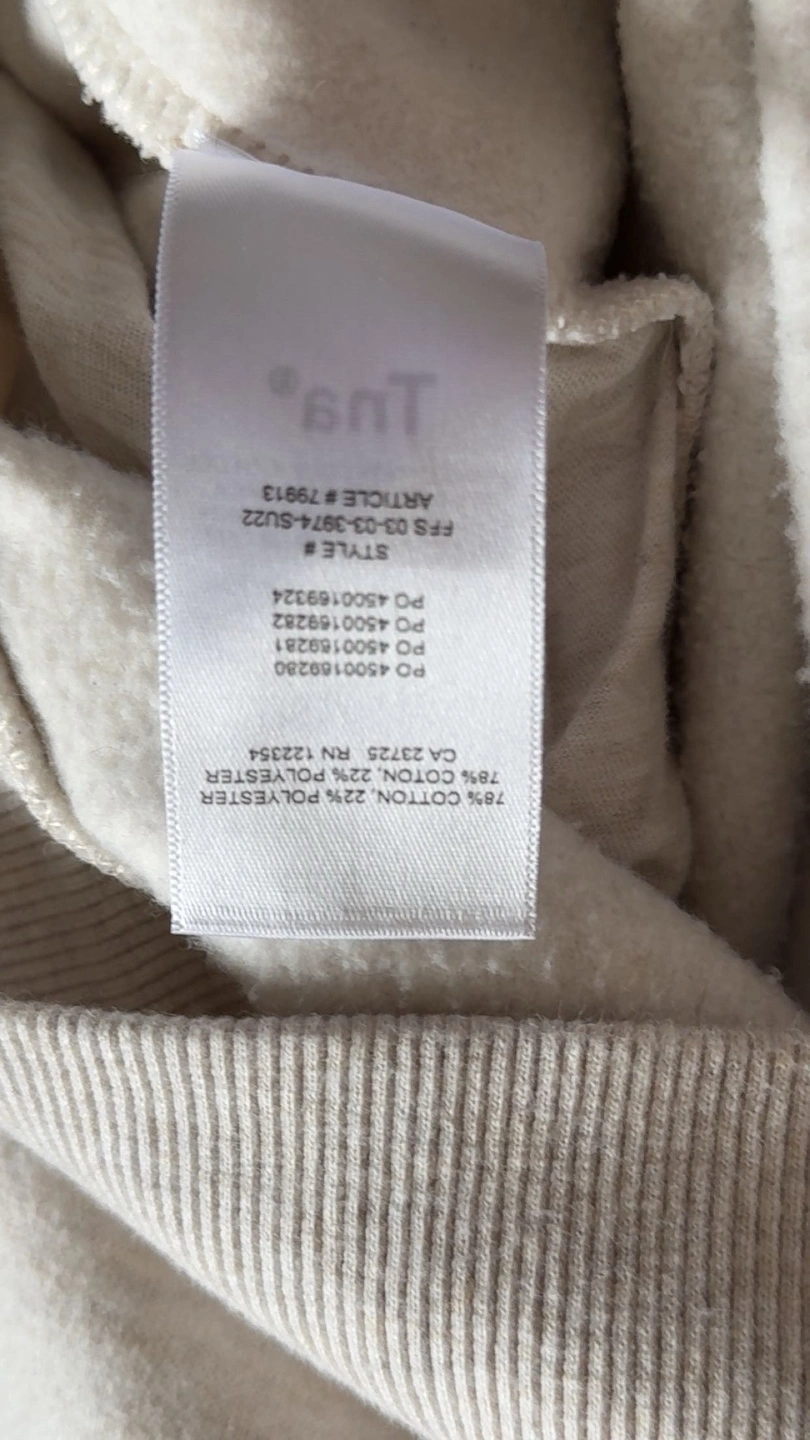 78% COTTON, 22% POLYESTER
78% COTON, 22% POLYESTER
CA 23725 RN 122354
PO 4500169280
PO 4500169281
PO 4500169282
PO 4500169324
STYLE #
FFS 03-03-3974-SU22
ARTICLE # 79913
Tna®